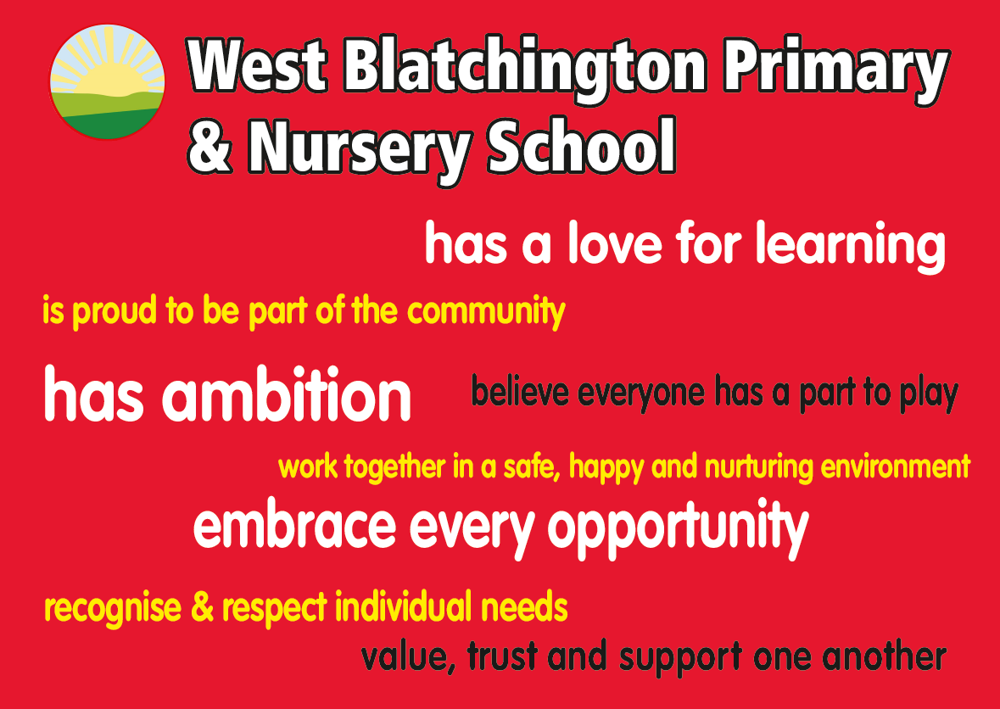 West Blatchington Primary
& Nursery School
has a love for learning
is proud to be part of the community
has ambition
believe everyone has a part to play
work together in a safe, happy and nurturing environment
embrace every opportunity
recognise & respect individual needs
value, trust and support one another